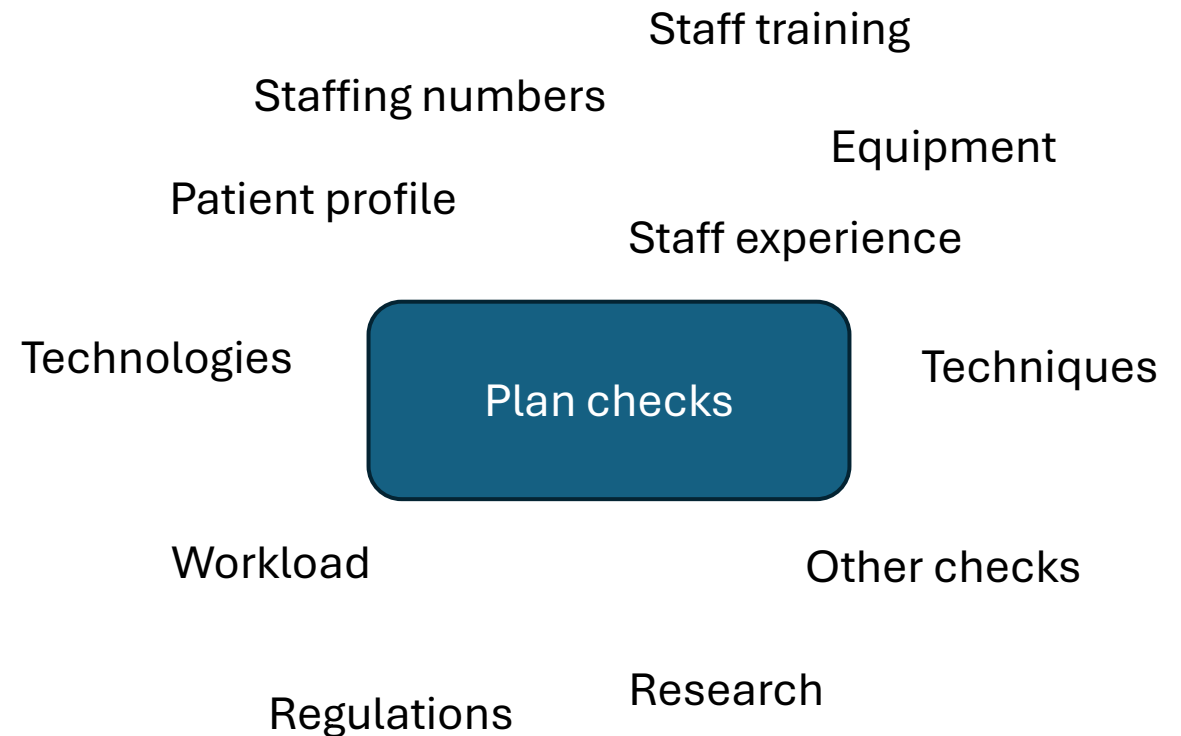 Staff training
Staffing numbers
Equipment
Patient profile
Staff experience
Technologies
Techniques
Plan checks
Workload
Other checks
Research
Regulations